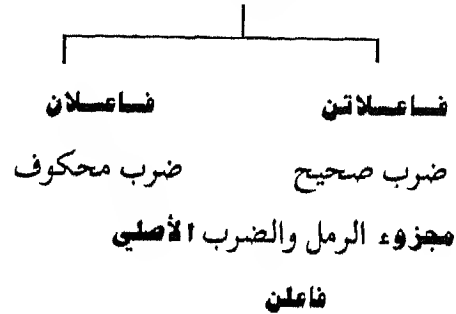 فاعلاتن فاعلان
ضرب صحيح ضرب محكوف
مجزوء الرمل والضرب الأصلي
فاعلن